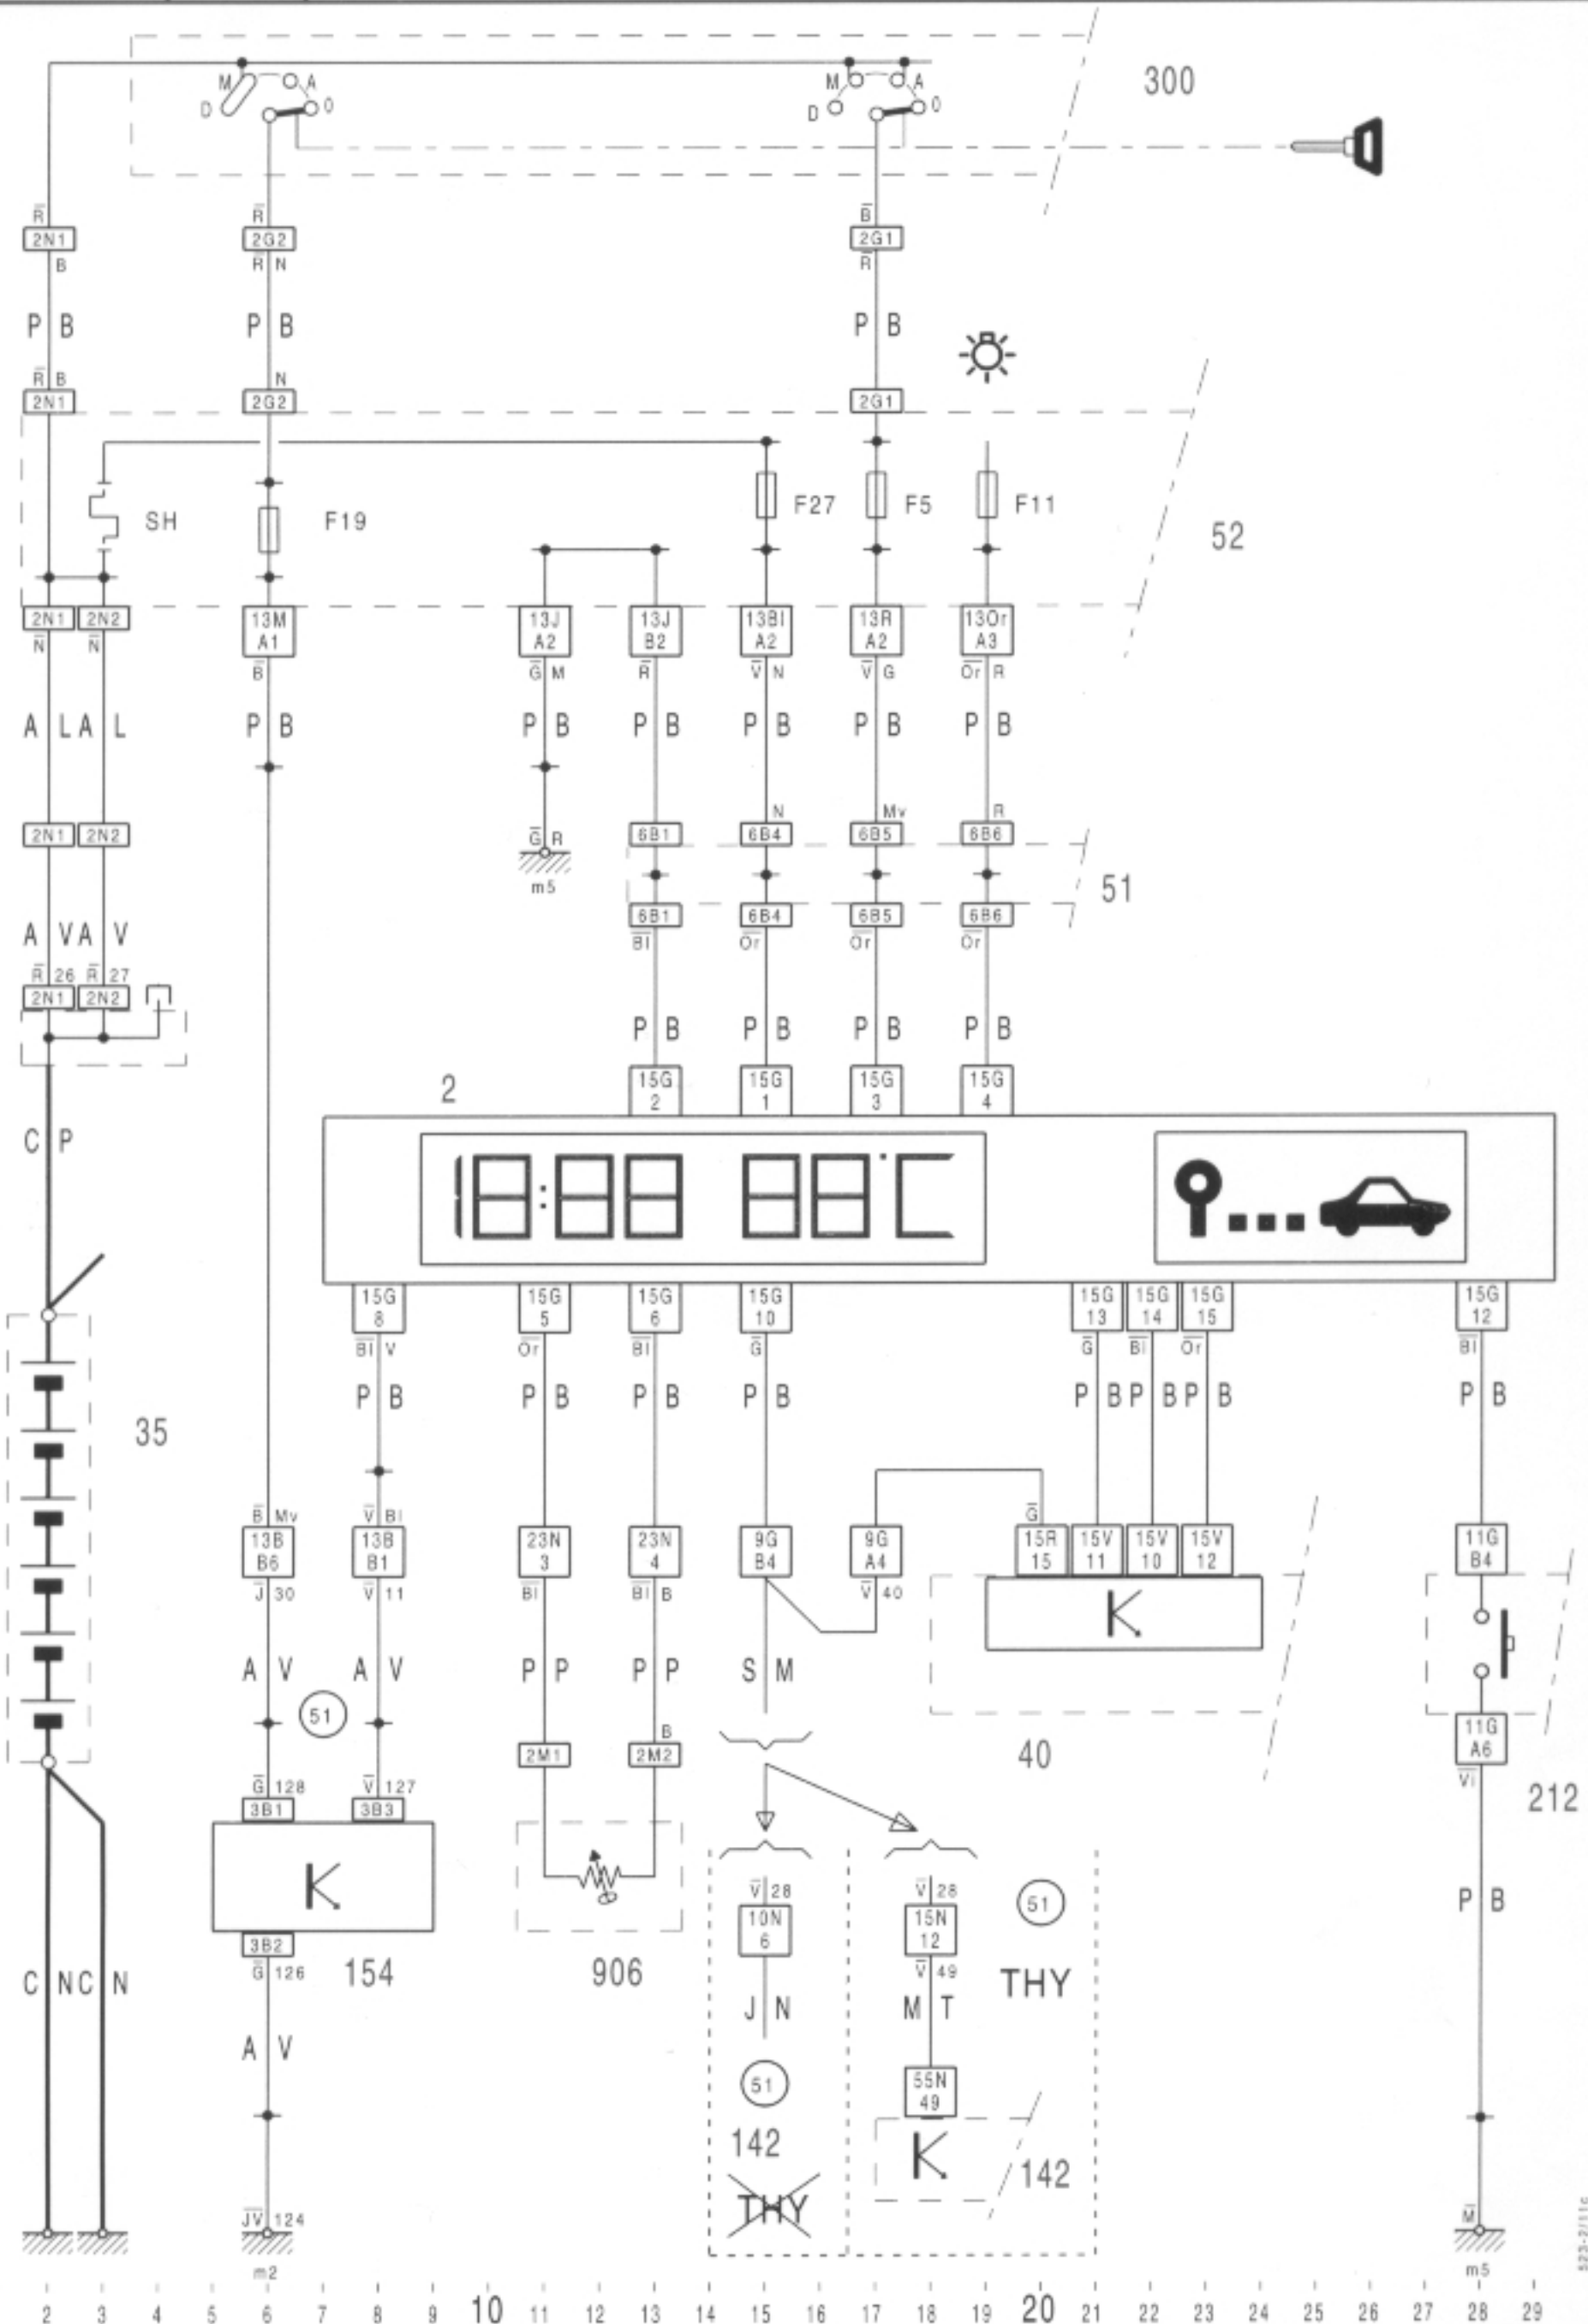 M A M A 300
D O D O
R R B
2N1 2G2 2G1
B R N R
P B P B P B
R B N
2N1 2G2 2G1
SH F19 F27 F5 F11
52
2N1 2N2 13M A1 13J A2 13J B2 13Bl A2 13R A2 13Or A3
N N B G M R V N V G Or R
A L A L P B P B P B P B P B P B
N Mv R
2N1 2N2 6B1 6B4 6B5 6B6
G R
m5
51
6B1 6B4 6B5 6B6
A V A V Bl Or Or Or
R 26 R 27
2N1 2N2
P B P B P B P B
2 15G 2 15G 1 15G 3 15G 4
C P
18:88 88°C
15G 8 15G 5 15G 6 15G 10 15G 13 15G 14 15G 15 15G 12
Bl V Or Bl G G Bl Or Bl
P B P B P B P B P B P B P B P B
35
B Mv V Bl G
13B B6 13B B1 23N 3 23N 4 9G B4 9G A4 15R 15 15V 11 15V 10 15V 12 11G B4
J 30 V 11 Bl Bl B V 40
K
A V A V P P P P S M
51
B
2M1 2M2 40 11G A6
G 128 V 127 Vi
3B1 3B3 212
K
V 28 V 28 51
P B
10N 6 15N 12
3B2
G 126 154 906 V 49 THY
C N C N J N M T
A V
51 55N 49
142 K 142
THY
JV 124 M
m2 m5
523-2/11c
2 3 4 5 6 7 8 9 10 11 12 13 14 15 16 17 18 19 20 21 22 23 24 25 26 27 28 29